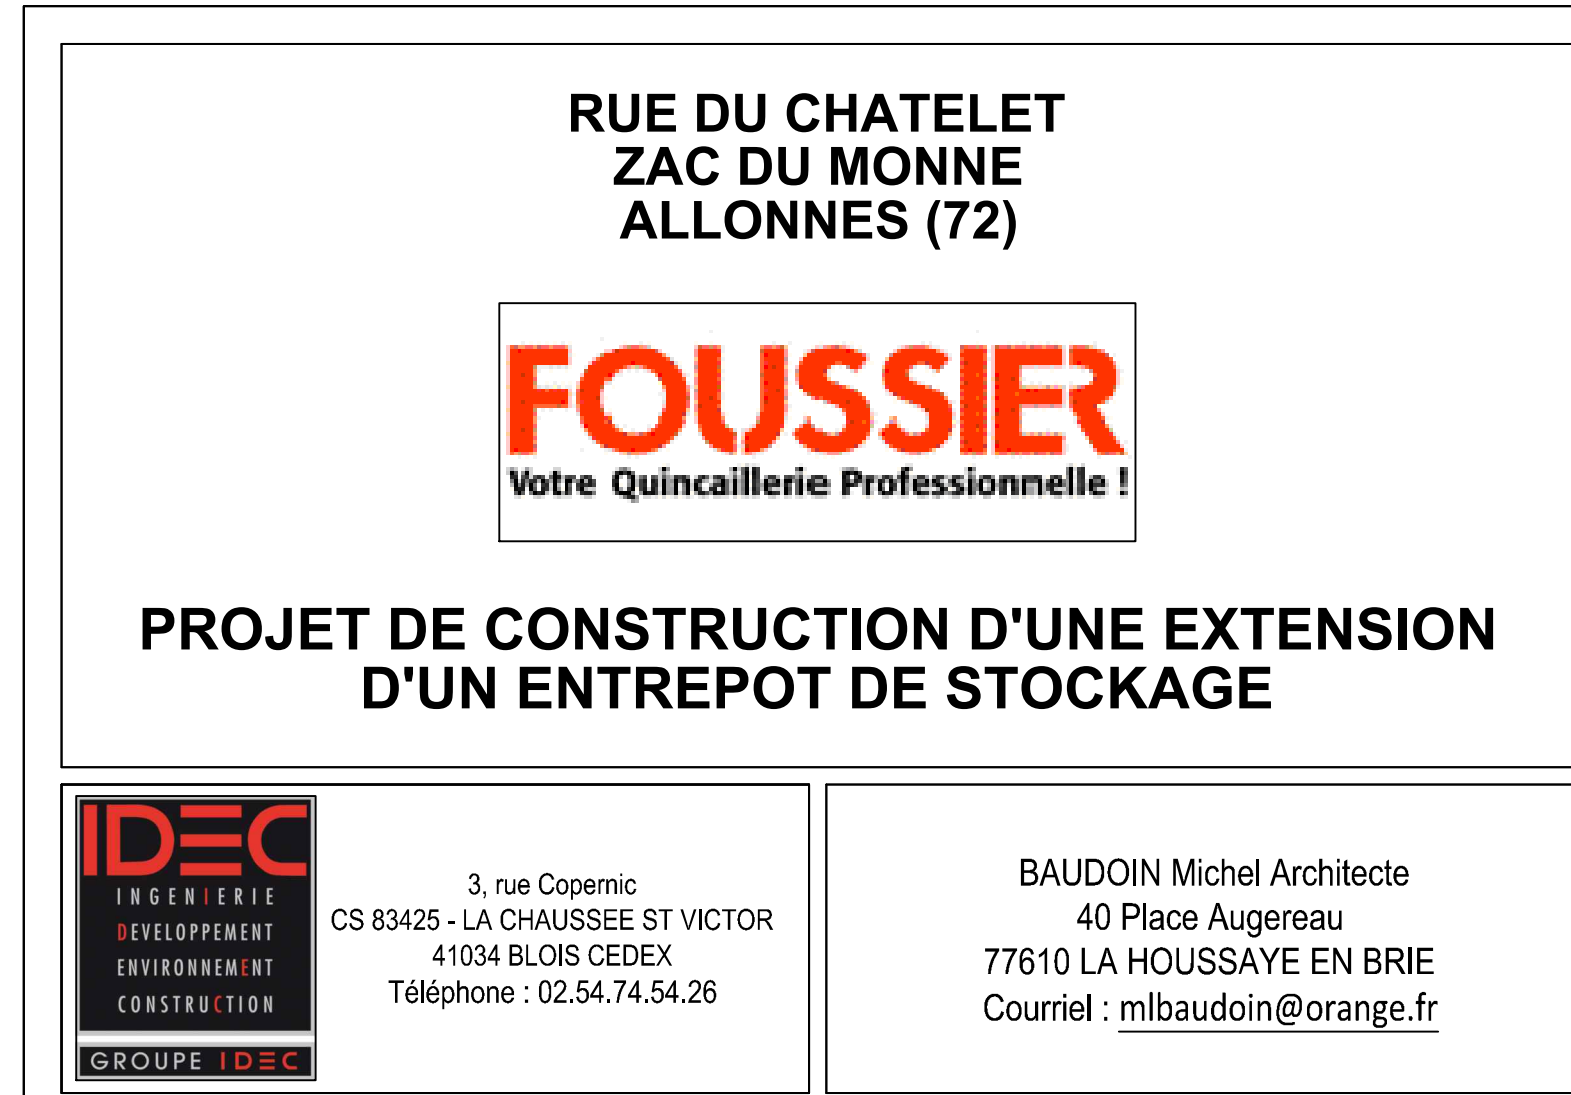 RUE DU CHATELET
ZAC DU MONNE
ALLONNES (72)
FOUSSIER
Votre Quincaillerie Professionnelle !
PROJET DE CONSTRUCTION D'UNE EXTENSION
D'UN ENTREPOT DE STOCKAGE
IDEC
INGENIERIE
DEVELOPPEMENT
ENVIRONNEMENT
CONSTRUCTION
GROUPE IDEC
3, rue Copernic
CS 83425 - LA CHAUSSEE ST VICTOR
41034 BLOIS CEDEX
Téléphone : 02.54.74.54.26
BAUDOIN Michel Architecte
40 Place Augereau
77610 LA HOUSSAYE EN BRIE
Courriel : mlbaudoin@orange.fr